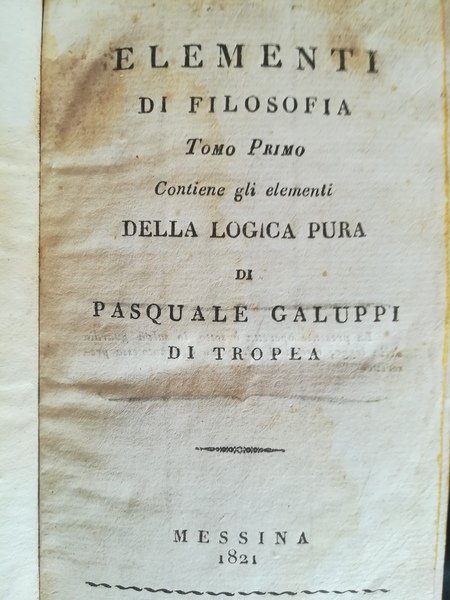 ELEMENTI
DI FILOSOFIA
TOMO PRIMO
Contiene gli elementi
DELLA LOGICA PURA
DI
PASQUALE GALUPPI
DI TROPEA
MESSINA
1821